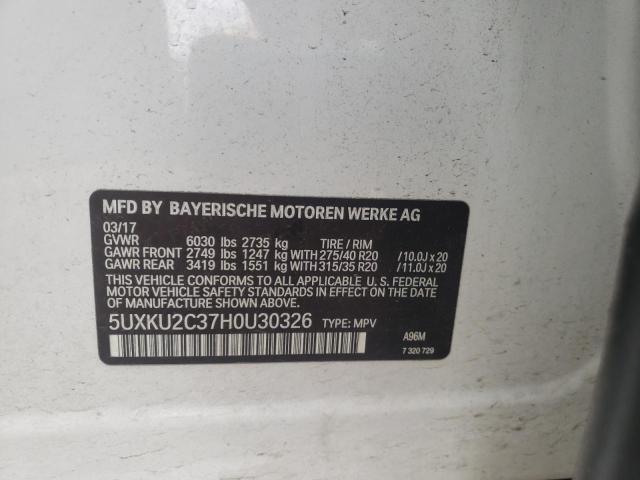 MFD BY BAYERISCHE MOTOREN WERKE AG
03/17
GVWR 6030 lbs 2735 kg TIRE / RIM
GAWR FRONT 2749 lbs 1247 kg WITH 275/40 R20 /10.0J x 20
GAWR REAR 3419 lbs 1551 kg WITH 315/35 R20 /11.0J x 20
THIS VEHICLE CONFORMS TO ALL APPLICABLE U. S. FEDERAL
MOTOR VEHICLE SAFETY STANDARDS IN EFFECT ON THE
DATE OF MANUFACTURE SHOWN ABOVE.
5UXKU2C37H0U30326 TYPE: MPV
A96M
7 320 729